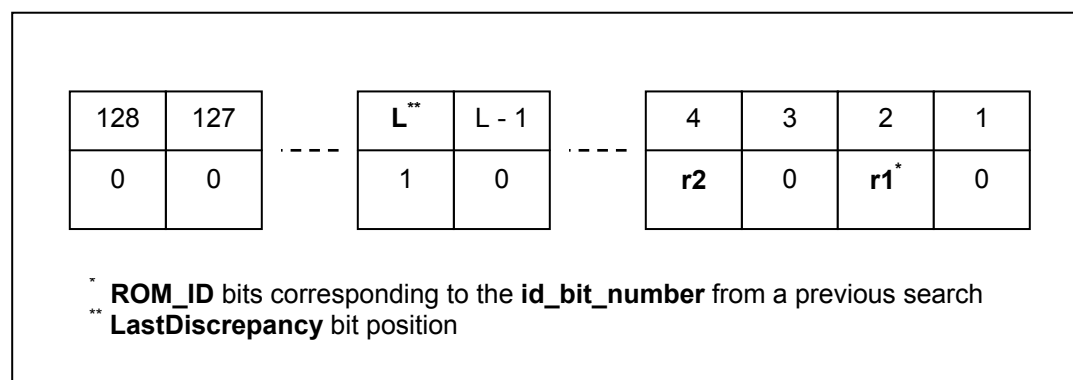 128 127 L** L - 1 4 3 2 1
0 0 1 0 r2 0 r1* 0
* ROM_ID bits corresponding to the id_bit_number from a previous search
** LastDiscrepancy bit position